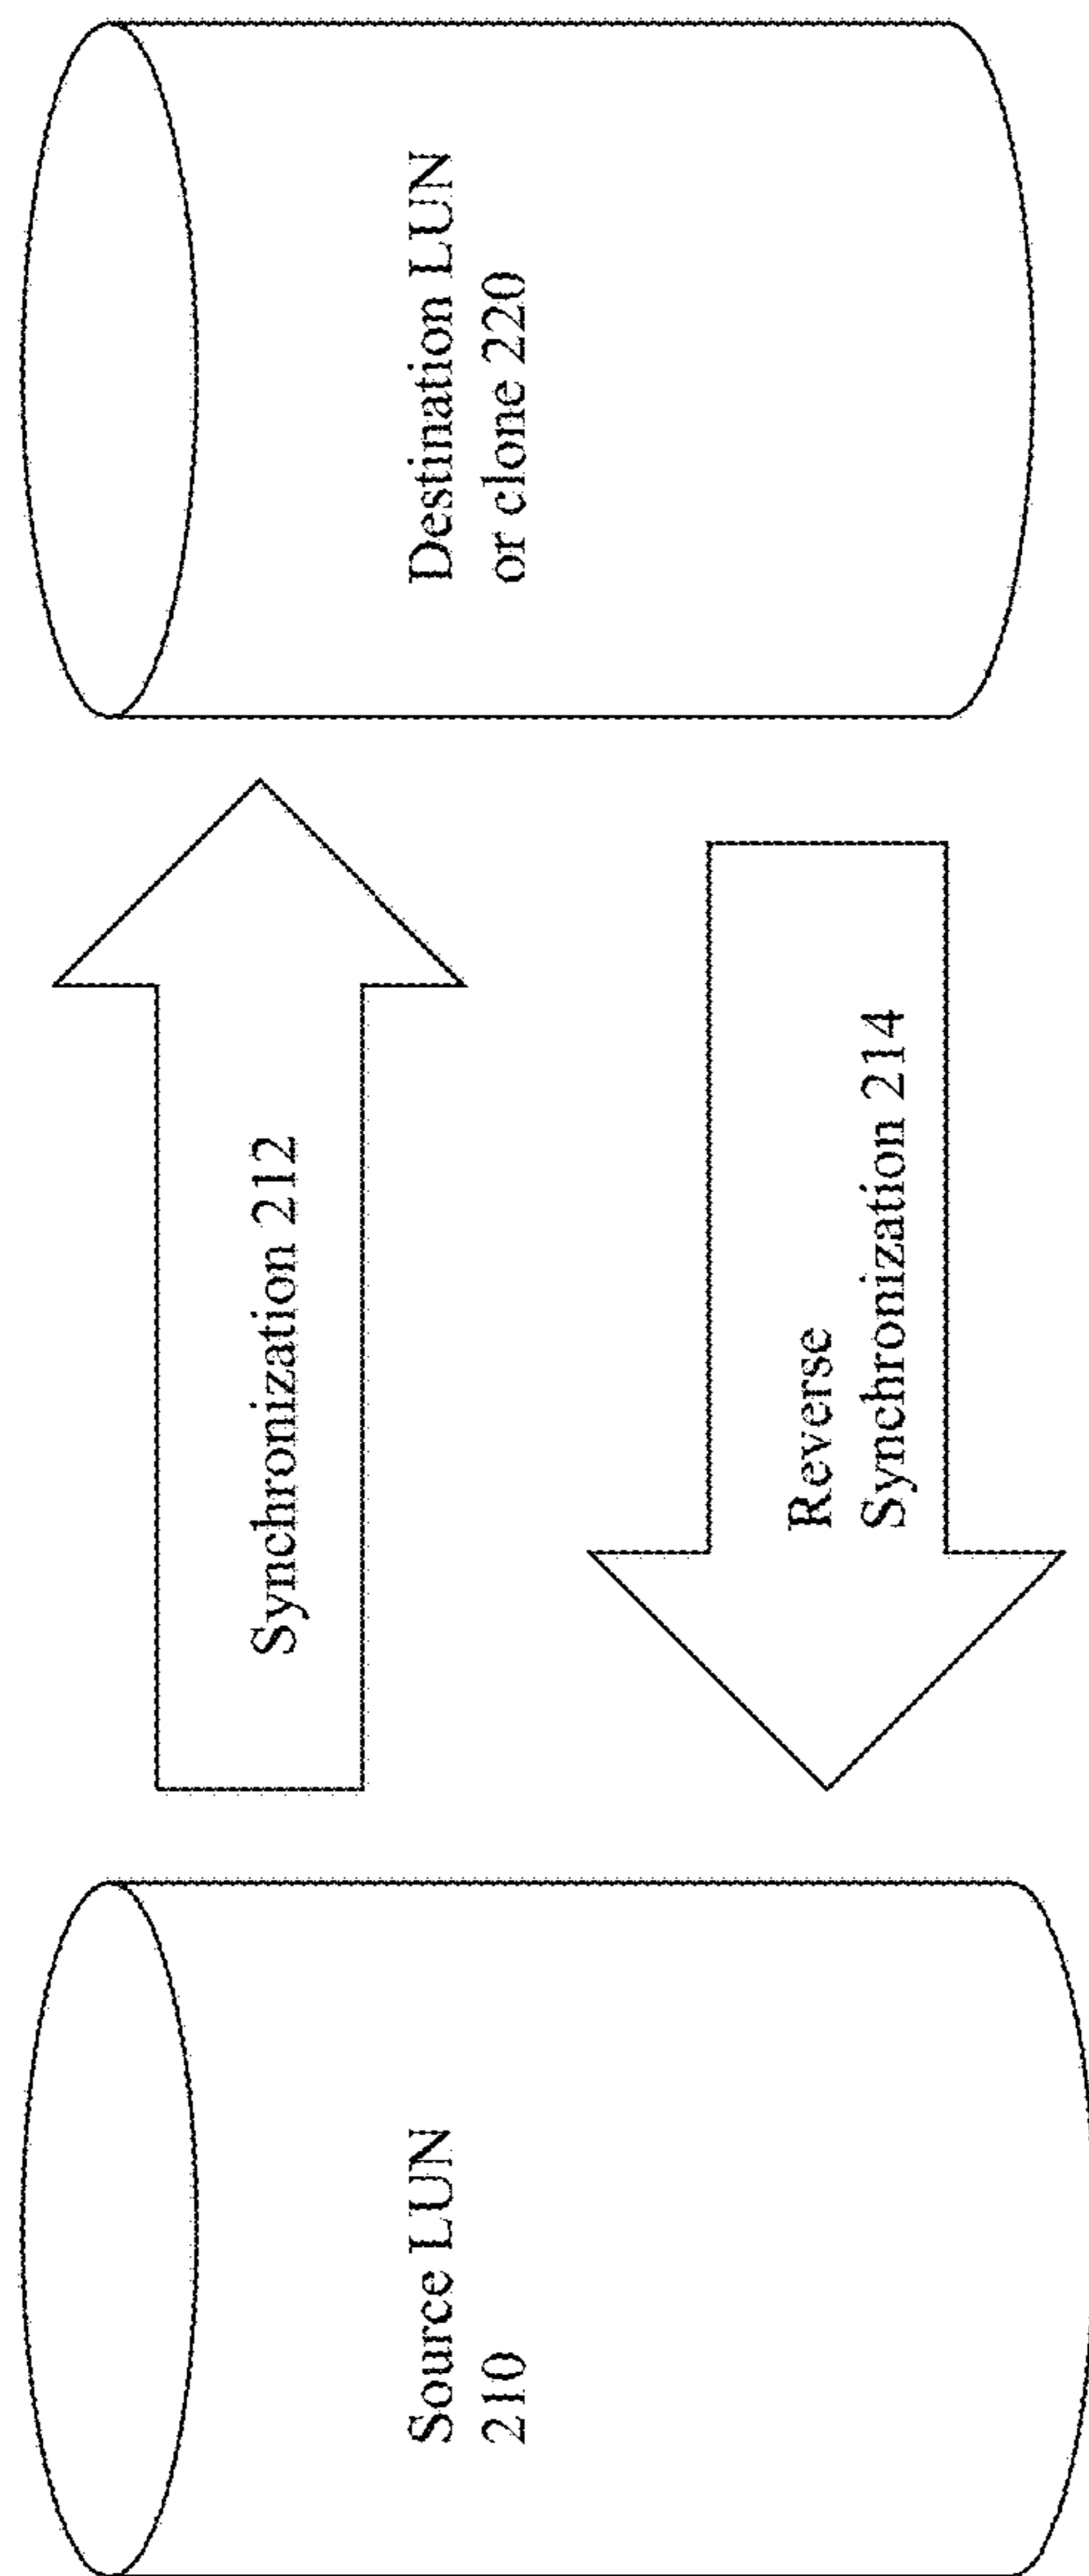 Source LUN
210
Synchronization 212
Reverse
Synchronization 214
Destination LUN
or clone 220